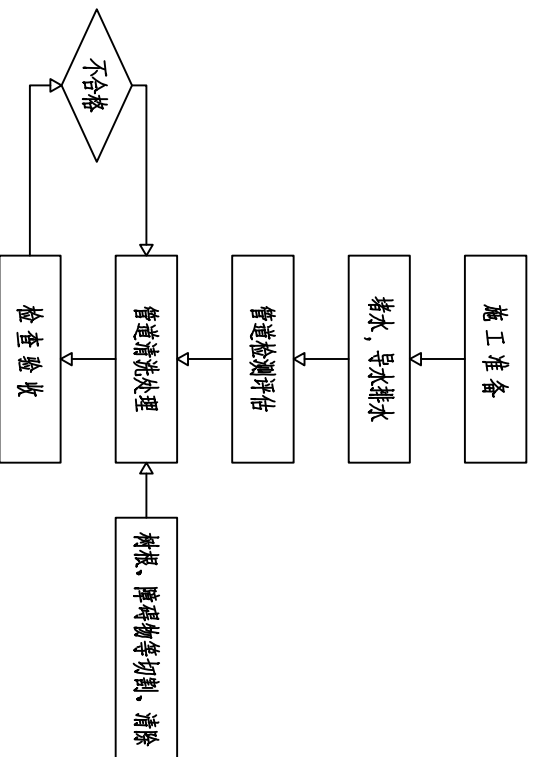 施工准备
堵水，导水排水
管道检测评估
管道清洗处理
树根、障碍物等切割、清除
检查验收
不合格